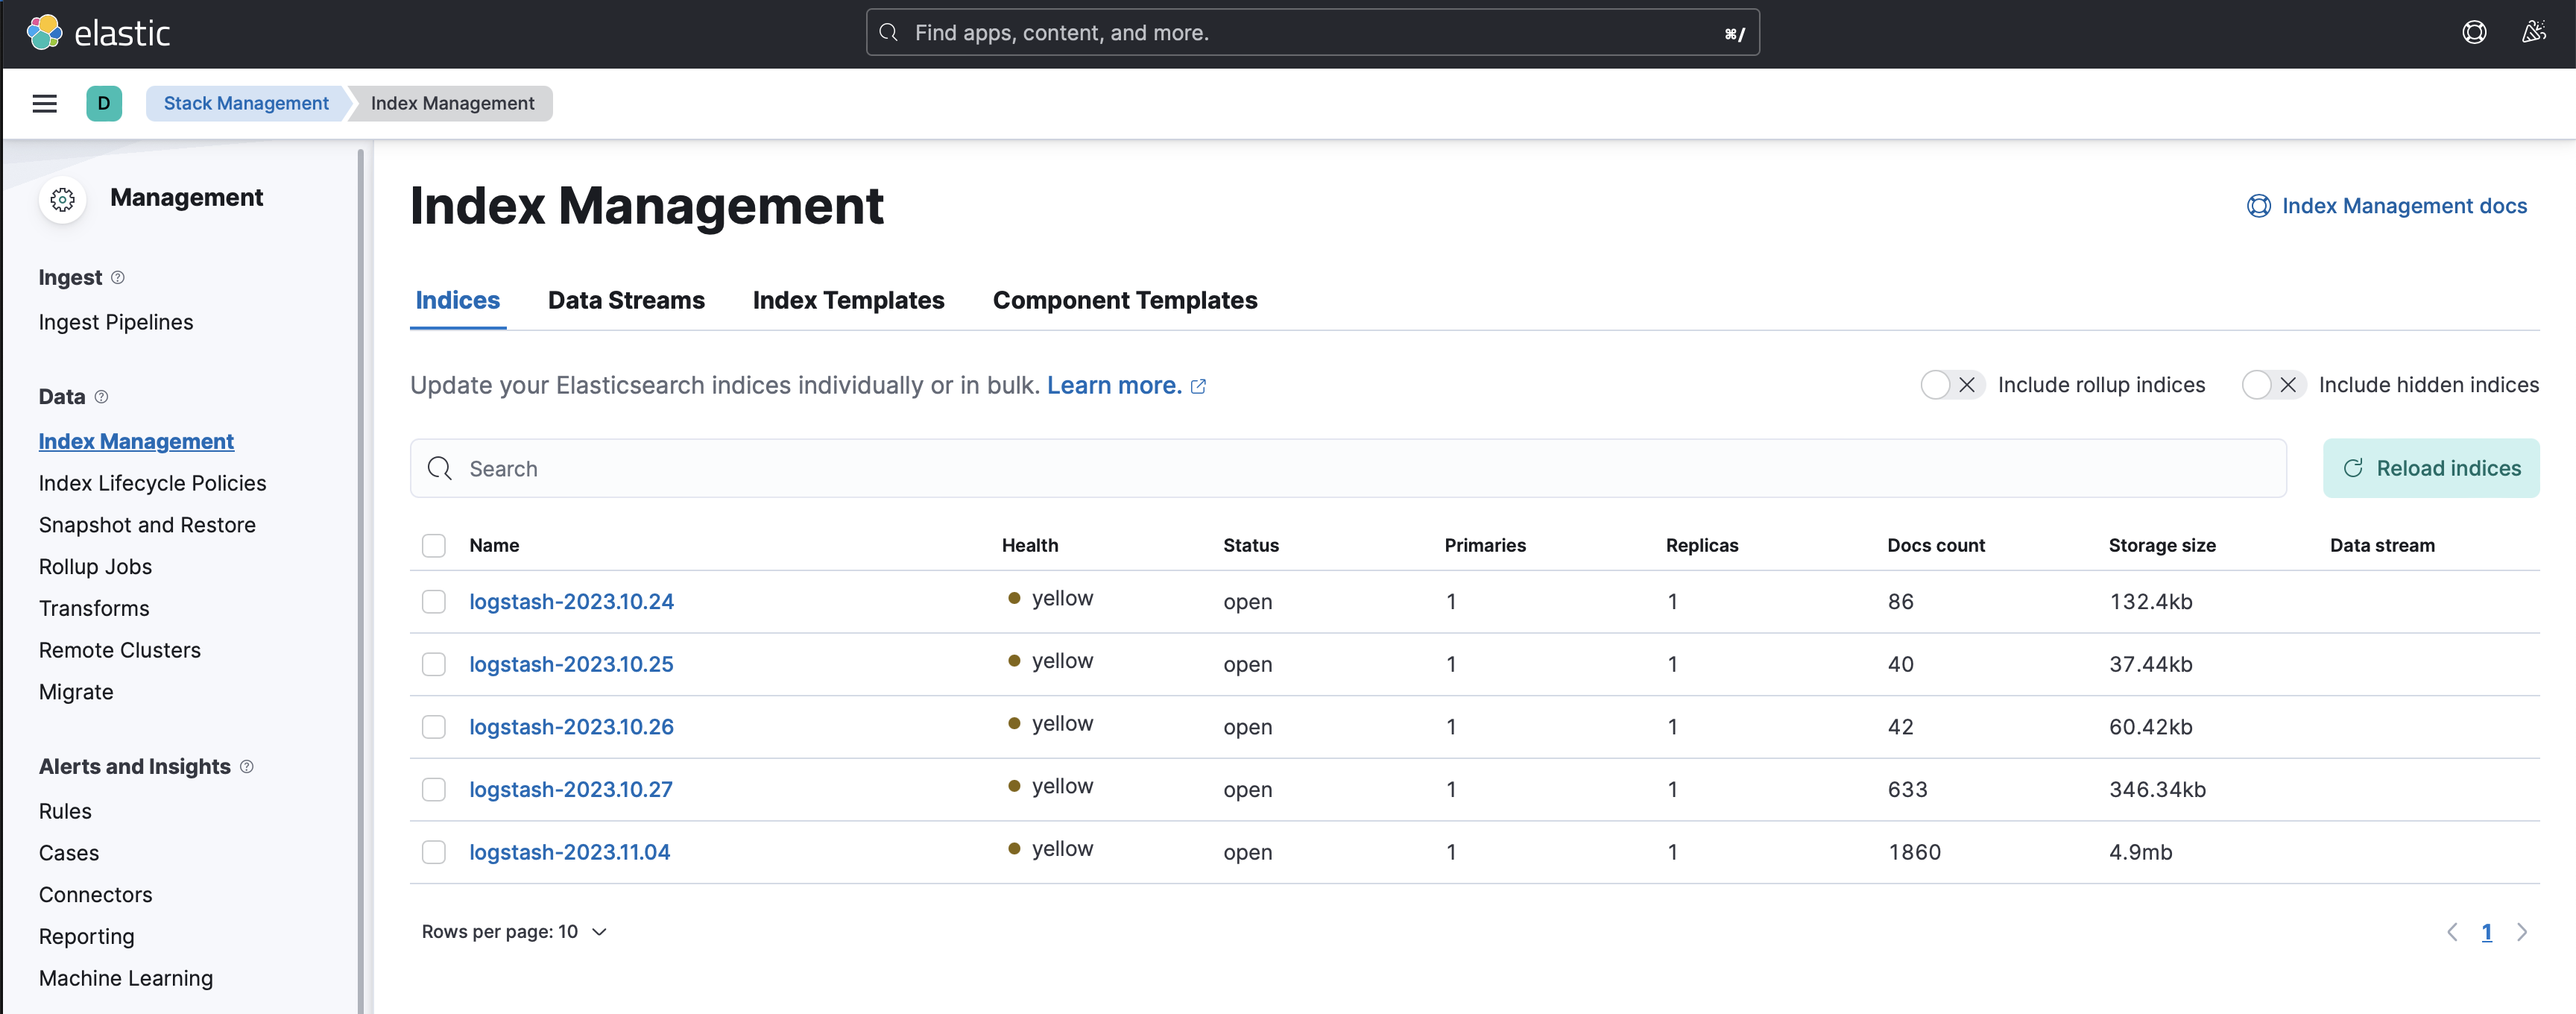 elastic
Find apps, content, and more.
⌘/
D
Stack Management
Index Management
Management
Ingest
Ingest Pipelines
Data
Index Management
Index Lifecycle Policies
Snapshot and Restore
Rollup Jobs
Transforms
Remote Clusters
Migrate
Alerts and Insights
Rules
Cases
Connectors
Reporting
Machine Learning
Index Management
Index Management docs
Indices Data Streams Index Templates Component Templates
Update your Elasticsearch indices individually or in bulk. Learn more.
Include rollup indices
Include hidden indices
Search
Reload indices
Name Health Status Primaries Replicas Docs count Storage size Data stream
logstash-2023.10.24 yellow open 1 1 86 132.4kb
logstash-2023.10.25 yellow open 1 1 40 37.44kb
logstash-2023.10.26 yellow open 1 1 42 60.42kb
logstash-2023.10.27 yellow open 1 1 633 346.34kb
logstash-2023.11.04 yellow open 1 1 1860 4.9mb
Rows per page: 10
1